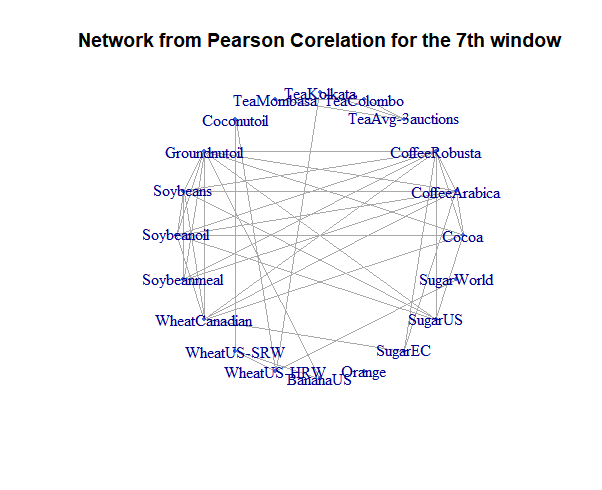 Network from Pearson Corelation for the 7th window
TeaKolkata
TeaMombasa
TeaColombo
Coconutoil
TeaAvg-3auctions
Groundnutoil
CoffeeRobusta
Soybeans
CoffeeArabica
Soybeanoil
Cocoa
Soybeanmeal
SugarWorld
WheatCanadian
SugarUS
WheatUS-SRW
SugarEC
WheatUS-HRW
Orange
BananaUS